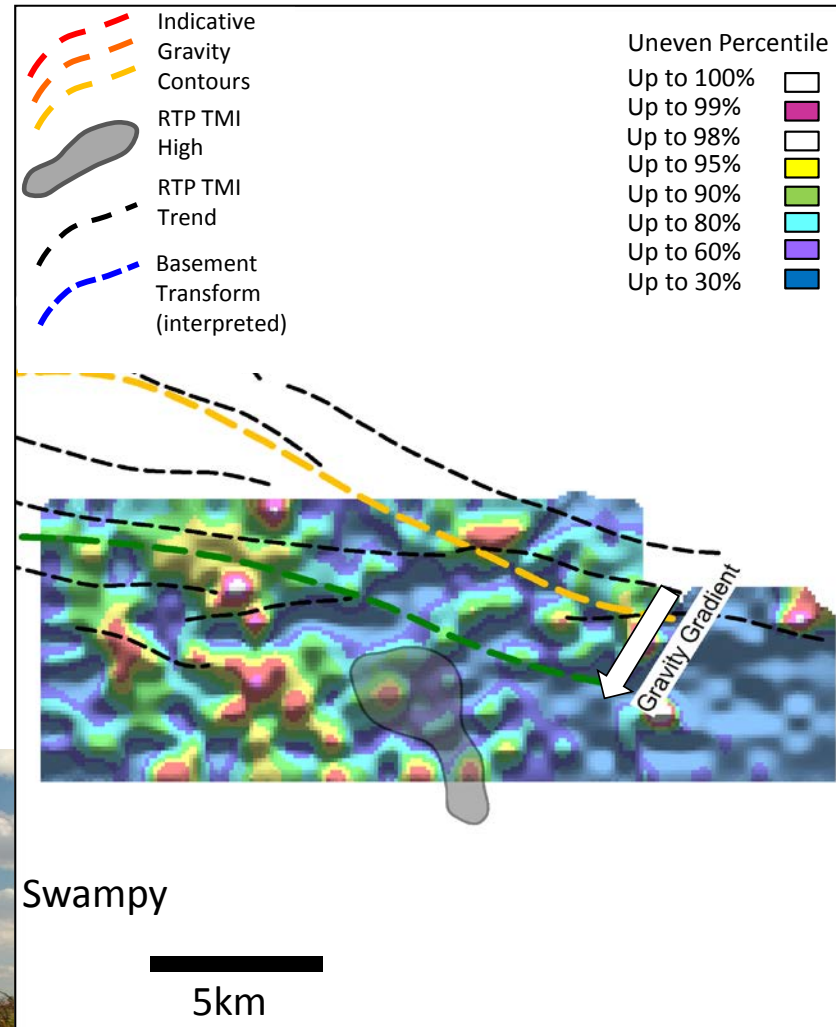 Indicative
Gravity
Contours
RTP TMI
High
RTP TMI
Trend
Basement
Transform
(interpreted)
Uneven Percentile
Up to 100%
Up to 99%
Up to 98%
Up to 95%
Up to 90%
Up to 80%
Up to 60%
Up to 30%
Gravity Gradient
Swampy
5km